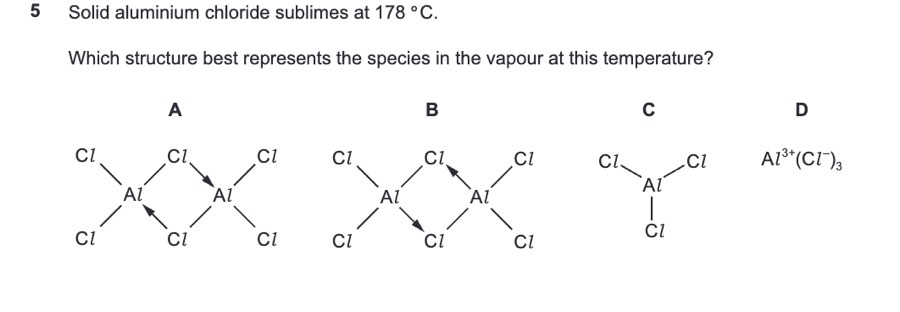 5 Solid aluminium chloride sublimes at 178 °C.
Which structure best represents the species in the vapour at this temperature?
A B C D
Cl Cl Cl Cl Cl Cl Cl Cl Al³⁺(Cl⁻)₃
Al Al Al Al Al
Cl Cl Cl Cl Cl Cl Cl